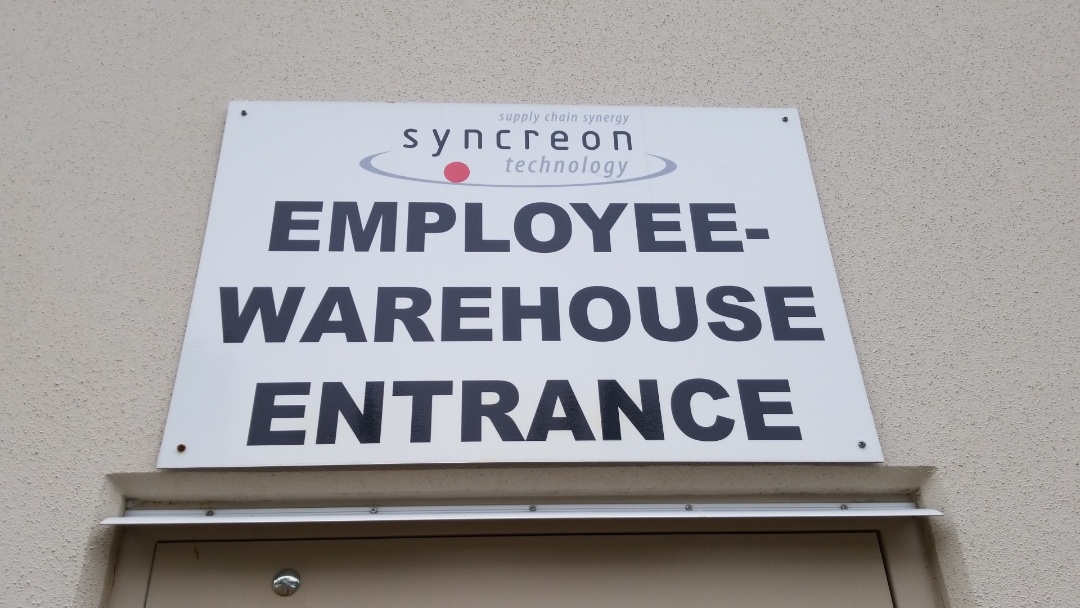 supply chain synergy
syncreon
technology
EMPLOYEE-
WAREHOUSE
ENTRANCE